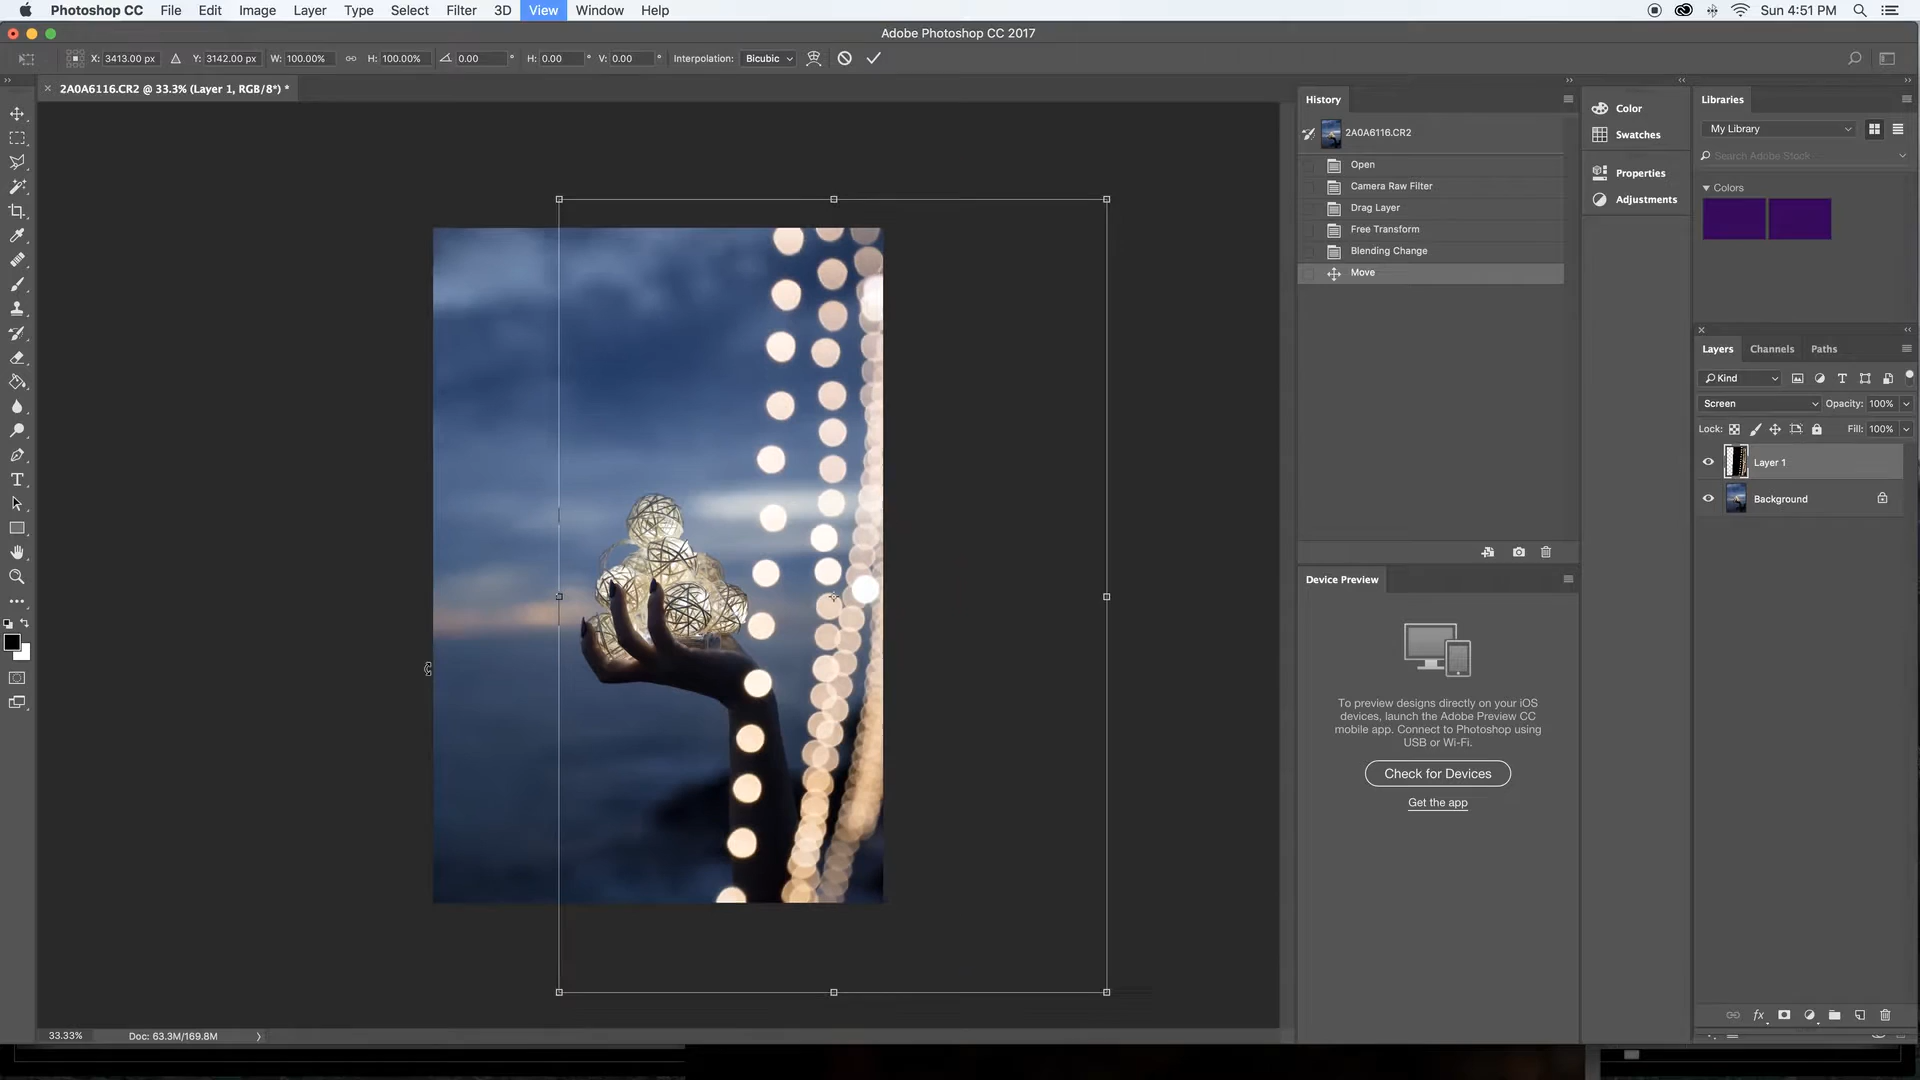 Photoshop CC File Edit Image Layer Type Select Filter 3D View Window Help Sun 4:51 PM
Adobe Photoshop CC 2017
X: 3413.00 px Y: 3142.00 px W: 100.00% H: 100.00% 0.00 ° H: 0.00 ° V: 0.00 ° Interpolation: Bicubic
2A0A6116.CR2 @ 33.3% (Layer 1, RGB/8*) *
History
2A0A6116.CR2
Open
Camera Raw Filter
Drag Layer
Free Transform
Blending Change
Move
Device Preview
To preview designs directly on your iOS
devices, launch the Adobe Preview CC
mobile app. Connect to Photoshop using
USB or Wi-Fi.
Check for Devices
Get the app
Color
Swatches
Properties
Adjustments
Libraries
My Library
Search Adobe Stock
Colors
Layers Channels Paths
Kind
Screen Opacity: 100%
Lock: Fill: 100%
Layer 1
Background
33.33% Doc: 63.3M/169.8M